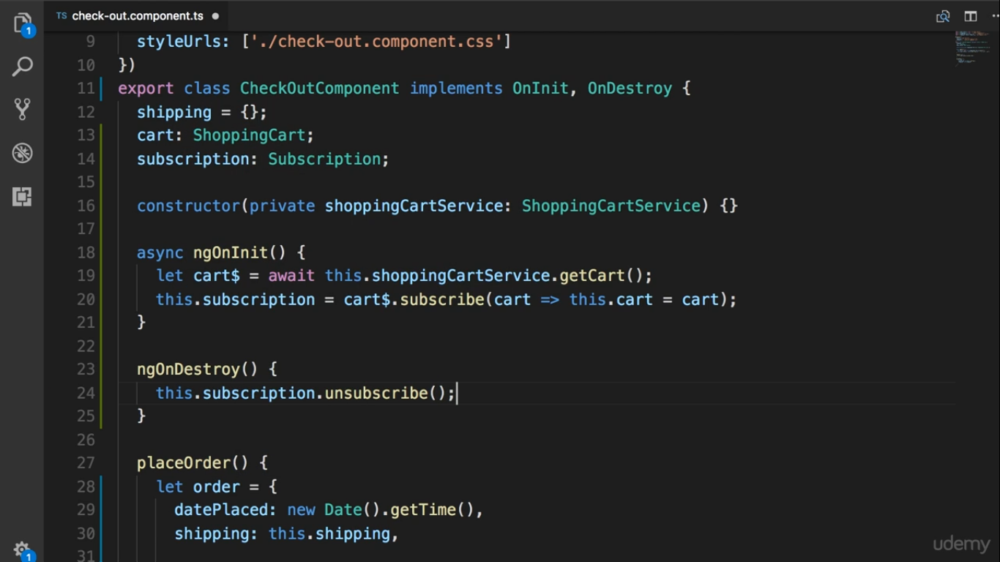 TS check-out.component.ts
1
9 styleUrls: ['./check-out.component.css']
10 })
11 export class CheckOutComponent implements OnInit, OnDestroy {
12 shipping = {};
13 cart: ShoppingCart;
14 subscription: Subscription;
15
16 constructor(private shoppingCartService: ShoppingCartService) {}
17
18 async ngOnInit() {
19 let cart$ = await this.shoppingCartService.getCart();
20 this.subscription = cart$.subscribe(cart => this.cart = cart);
21 }
22
23 ngOnDestroy() {
24 this.subscription.unsubscribe();
25 }
26
27 placeOrder() {
28 let order = {
29 datePlaced: new Date().getTime(),
30 shipping: this.shipping,
31
1
udemy